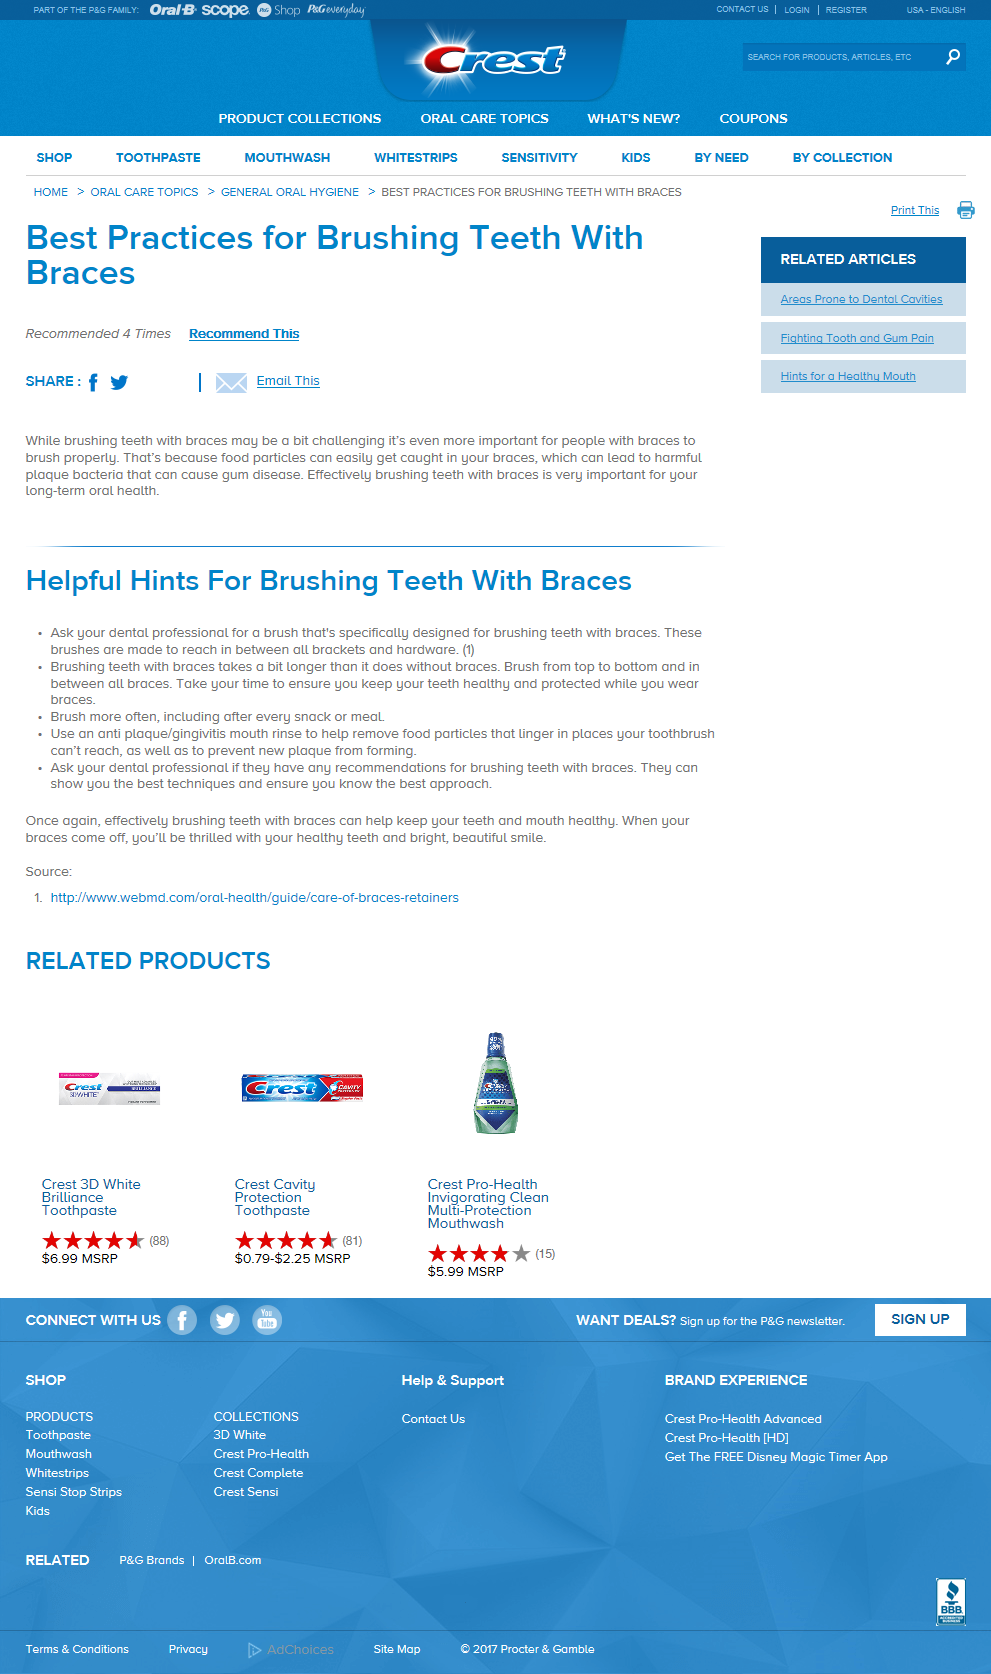 PART OF THE P&G FAMILY: Oral-B scope P&G Shop P&G everyday
CONTACT US | LOGIN | REGISTER USA - ENGLISH
Crest
SEARCH FOR PRODUCTS, ARTICLES, ETC
PRODUCT COLLECTIONS ORAL CARE TOPICS WHAT'S NEW? COUPONS
SHOP TOOTHPASTE MOUTHWASH WHITESTRIPS SENSITIVITY KIDS BY NEED BY COLLECTION
HOME > ORAL CARE TOPICS > GENERAL ORAL HYGIENE > BEST PRACTICES FOR BRUSHING TEETH WITH BRACES
Print This
Best Practices for Brushing Teeth With
Braces
Recommended 4 Times Recommend This
SHARE : | Email This
RELATED ARTICLES
Areas Prone to Dental Cavities
Fighting Tooth and Gum Pain
Hints for a Healthy Mouth
While brushing teeth with braces may be a bit challenging it's even more important for people with braces to
brush properly. That's because food particles can easily get caught in your braces, which can lead to harmful
plaque bacteria that can cause gum disease. Effectively brushing teeth with braces is very important for your
long-term oral health.
Helpful Hints For Brushing Teeth With Braces
• Ask your dental professional for a brush that's specifically designed for brushing teeth with braces. These
brushes are made to reach in between all brackets and hardware. (1)
• Brushing teeth with braces takes a bit longer than it does without braces. Brush from top to bottom and in
between all braces. Take your time to ensure you keep your teeth healthy and protected while you wear
braces.
• Brush more often, including after every snack or meal.
• Use an anti plaque/gingivitis mouth rinse to help remove food particles that linger in places your toothbrush
can't reach, as well as to prevent new plaque from forming.
• Ask your dental professional if they have any recommendations for brushing teeth with braces. They can
show you the best techniques and ensure you know the best approach.
Once again, effectively brushing teeth with braces can help keep your teeth and mouth healthy. When your
braces come off, you'll be thrilled with your healthy teeth and bright, beautiful smile.
Source:
1. http://www.webmd.com/oral-health/guide/care-of-braces-retainers
RELATED PRODUCTS
Crest
3D WHITE
BRILLIANCE
Crest
CAVITY
Crest 3D White
Brilliance
Toothpaste
(88)
$6.99 MSRP
Crest Cavity
Protection
Toothpaste
(81)
$0.79-$2.25 MSRP
Crest Pro-Health
Invigorating Clean
Multi-Protection
Mouthwash
(15)
$5.99 MSRP
CONNECT WITH US You Tube
WANT DEALS? Sign up for the P&G newsletter. SIGN UP
SHOP
PRODUCTS
Toothpaste
Mouthwash
Whitestrips
Sensi Stop Strips
Kids
COLLECTIONS
3D White
Crest Pro-Health
Crest Complete
Crest Sensi
Help & Support
Contact Us
BRAND EXPERIENCE
Crest Pro-Health Advanced
Crest Pro-Health [HD]
Get The FREE Disney Magic Timer App
RELATED P&G Brands | OralB.com
BBB
ACCREDITED
BUSINESS
Terms & Conditions Privacy AdChoices Site Map © 2017 Procter & Gamble